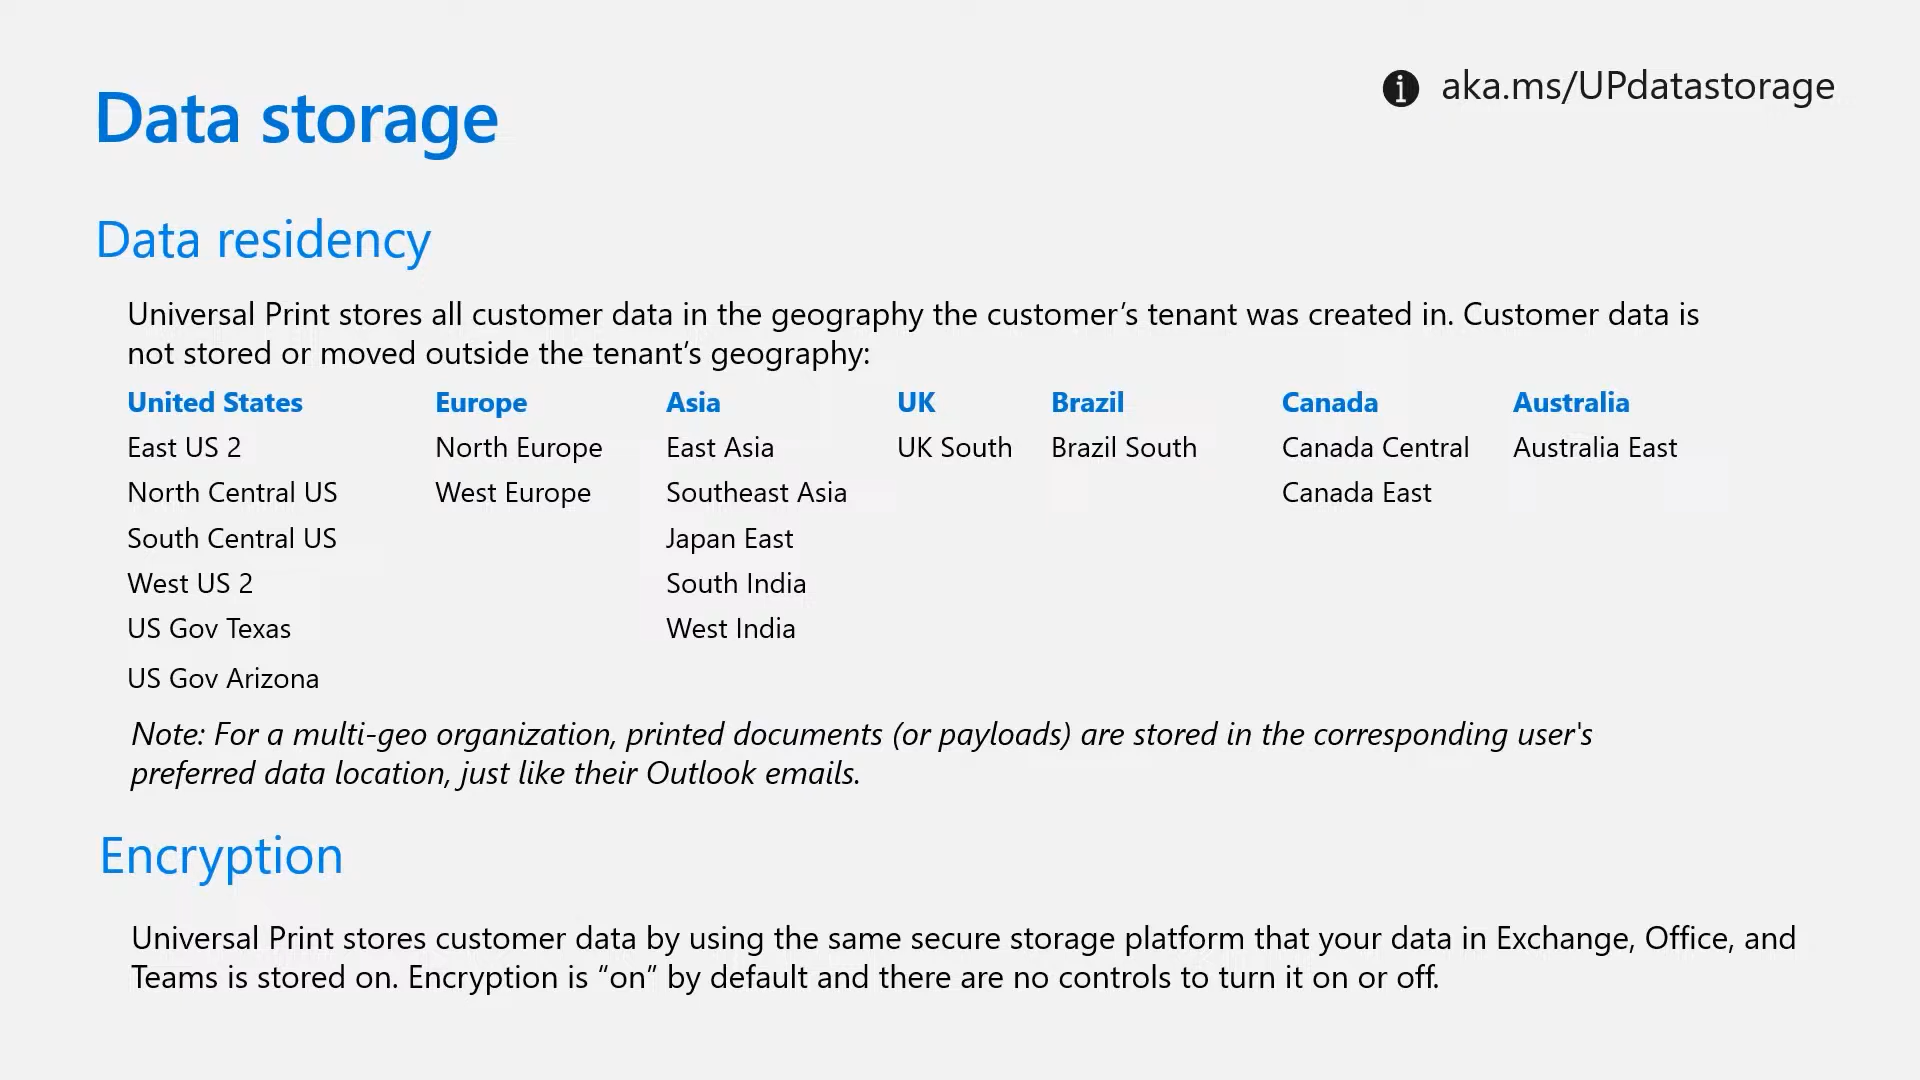 Data storage
aka.ms/UPdatastorage
Data residency
Universal Print stores all customer data in the geography the customer’s tenant was created in. Customer data is
not stored or moved outside the tenant’s geography:
United States Europe Asia UK Brazil Canada Australia
East US 2 North Europe East Asia UK South Brazil South Canada Central Australia East
North Central US West Europe Southeast Asia Canada East
South Central US Japan East
West US 2 South India
US Gov Texas West India
US Gov Arizona
Note: For a multi-geo organization, printed documents (or payloads) are stored in the corresponding user's
preferred data location, just like their Outlook emails.
Encryption
Universal Print stores customer data by using the same secure storage platform that your data in Exchange, Office, and
Teams is stored on. Encryption is “on” by default and there are no controls to turn it on or off.